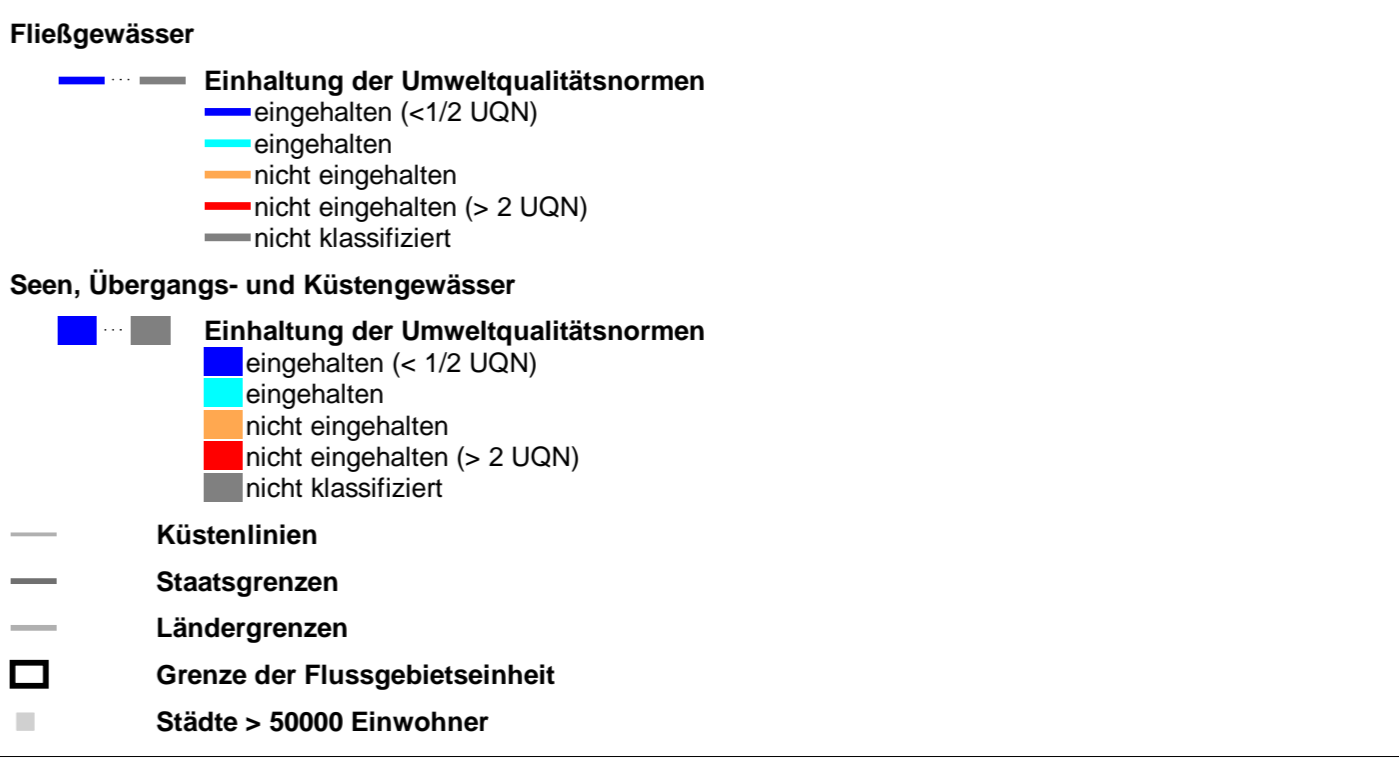 Fließgewässer
... Einhaltung der Umweltqualitätsnormen
eingehalten (<1/2 UQN)
eingehalten
nicht eingehalten
nicht eingehalten (> 2 UQN)
nicht klassifiziert
Seen, Übergangs- und Küstengewässer
... Einhaltung der Umweltqualitätsnormen
eingehalten (< 1/2 UQN)
eingehalten
nicht eingehalten
nicht eingehalten (> 2 UQN)
nicht klassifiziert
Küstenlinien
Staatsgrenzen
Ländergrenzen
Grenze der Flussgebietseinheit
Städte > 50000 Einwohner